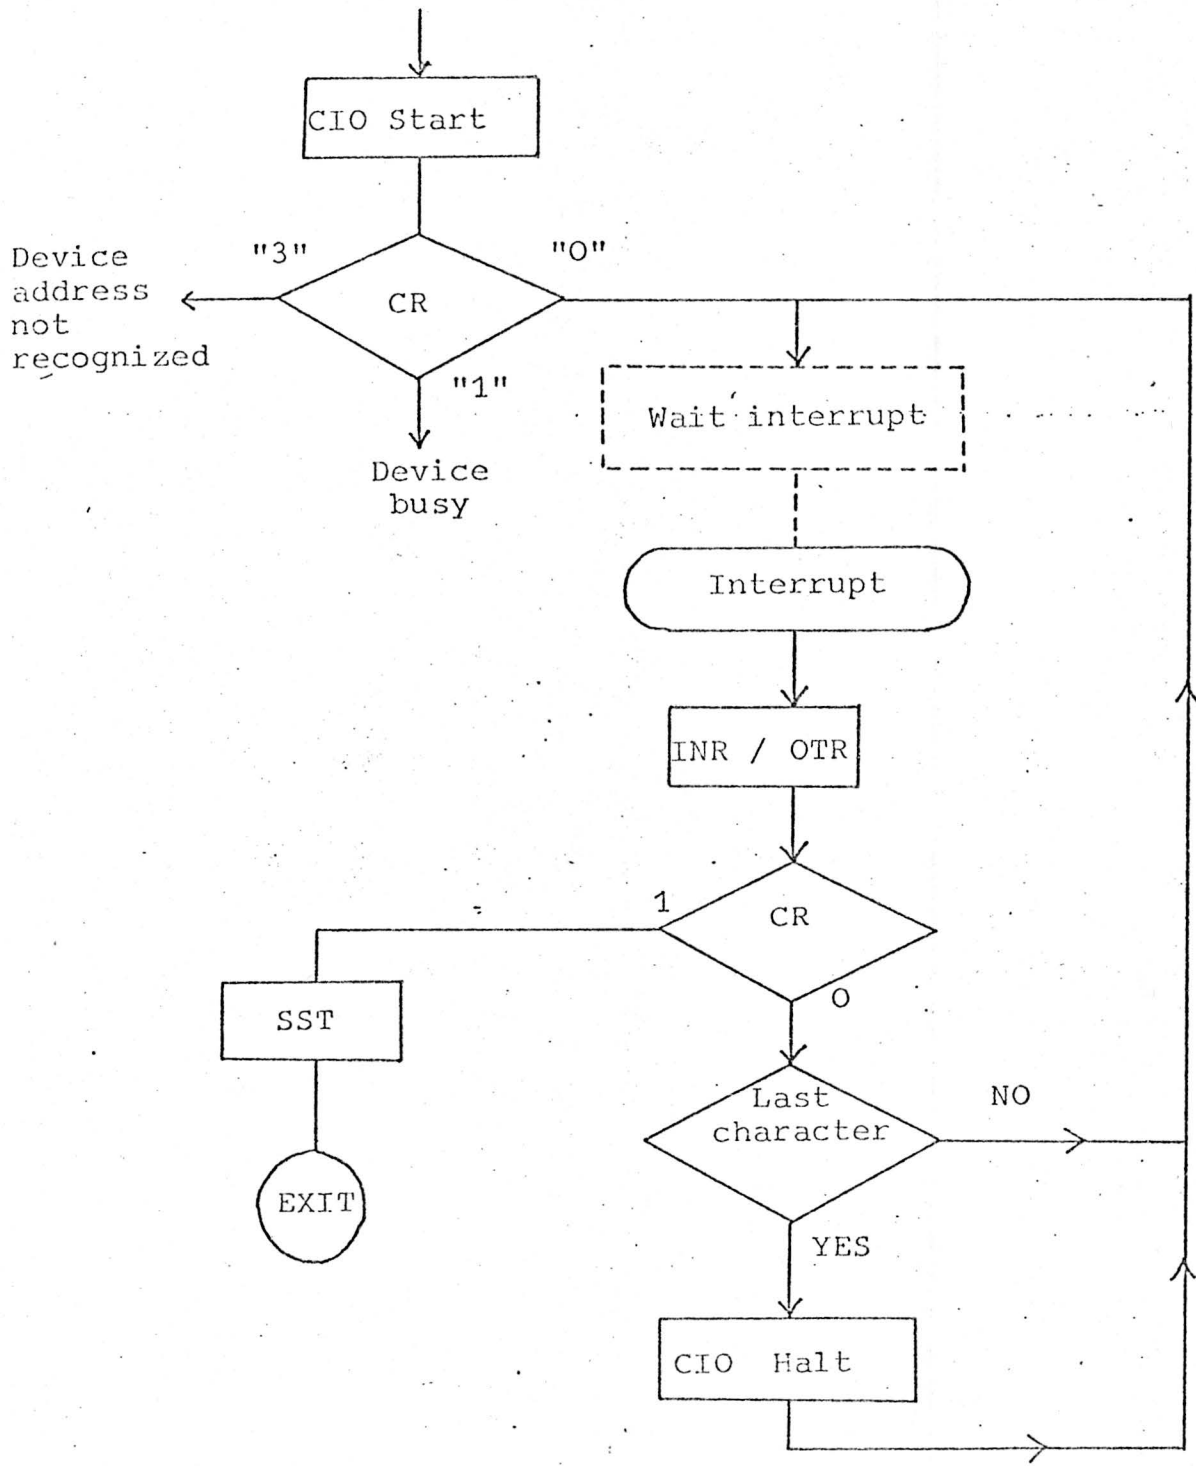 CIO Start
Device
address
not
recognized
"3"
CR
"0"
"1"
Device
busy
Wait interrupt
Interrupt
INR / OTR
CR
1
0
SST
EXIT
Last
character
NO
YES
CIO Halt